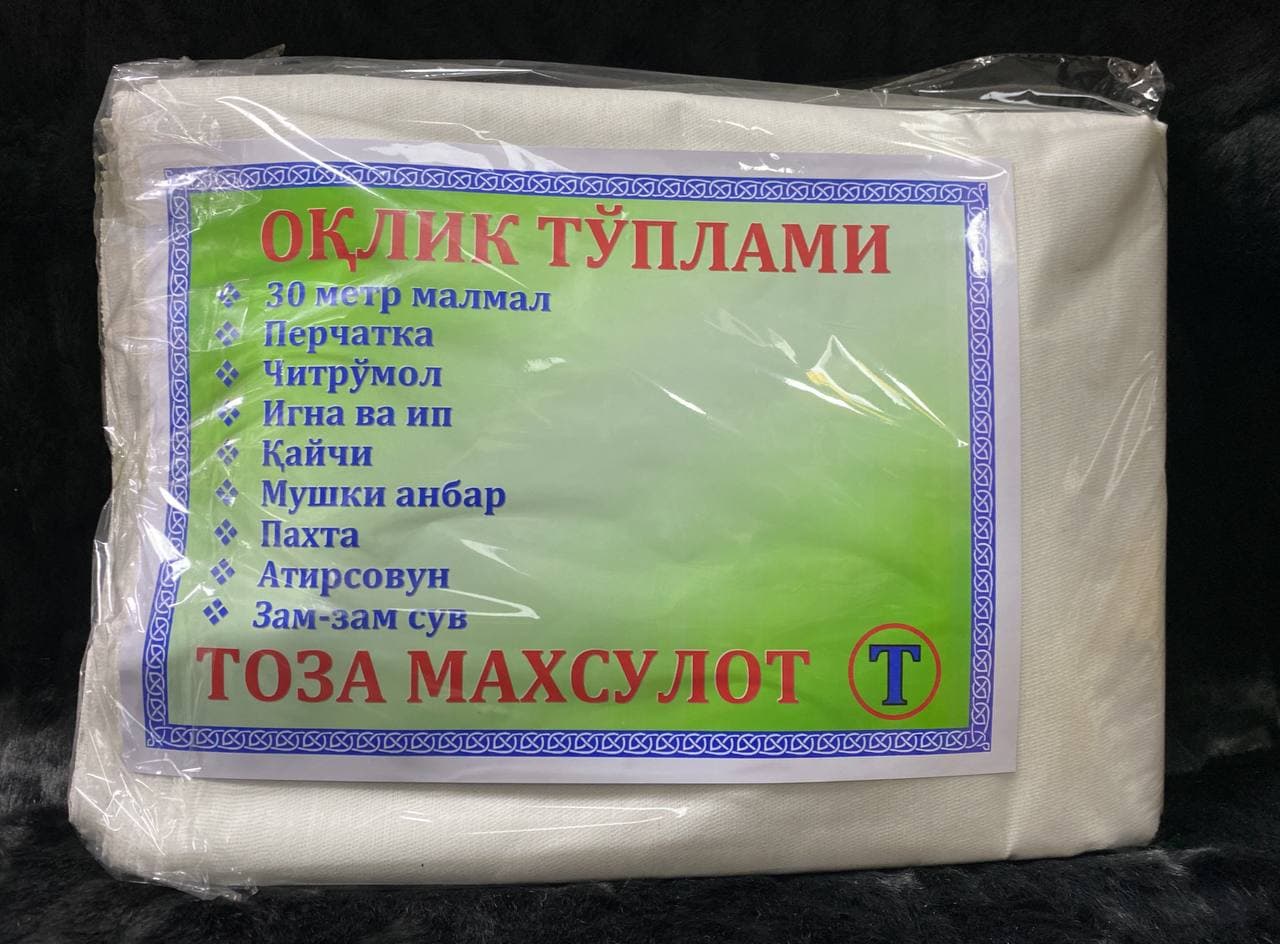 ОҚЛИК ТЎПЛАМИ
❖ 30 метр малмал
❖ Перчатка
❖ Читрўмол
❖ Игна ва ип
❖ Қайчи
❖ Мушки анбар
❖ Пахта
❖ Атирсовун
❖ Зам-зам сув
ТОЗА МАХСУЛОТ Т